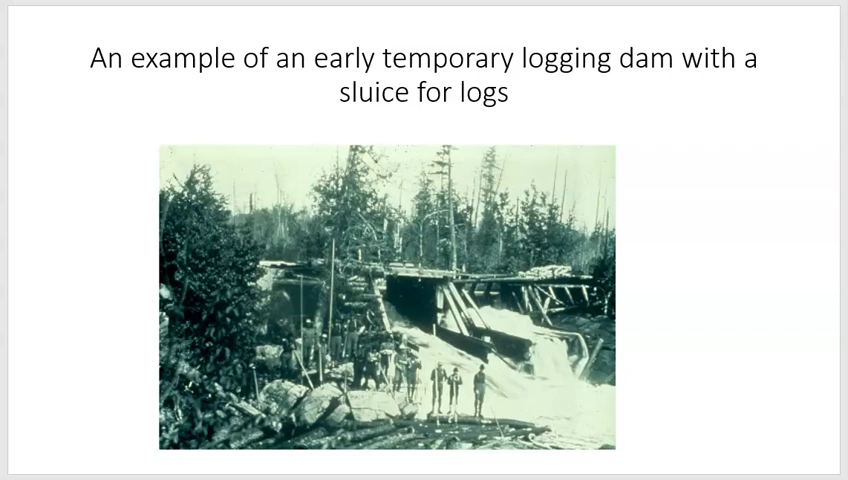 An example of an early temporary logging dam with a
sluice for logs